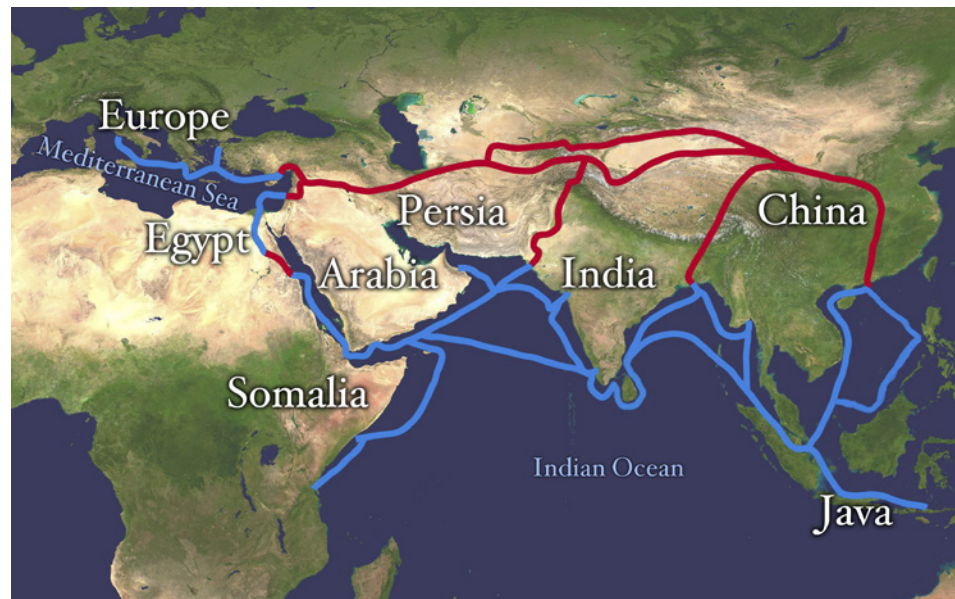 Europe
Mediterranean Sea
Egypt
Persia
China
Arabia
India
Somalia
Indian Ocean
Java